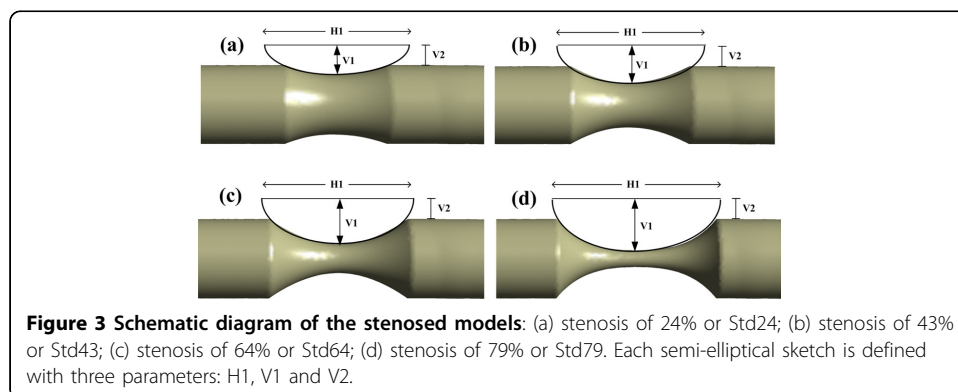 H1
(a)
V1
V2
H1
(b)
V1
V2
H1
(c)
V1
V2
H1
(d)
V1
V2
Figure 3 Schematic diagram of the stenosed models: (a) stenosis of 24% or Std24; (b) stenosis of 43%
or Std43; (c) stenosis of 64% or Std64; (d) stenosis of 79% or Std79. Each semi-elliptical sketch is defined
with three parameters: H1, V1 and V2.